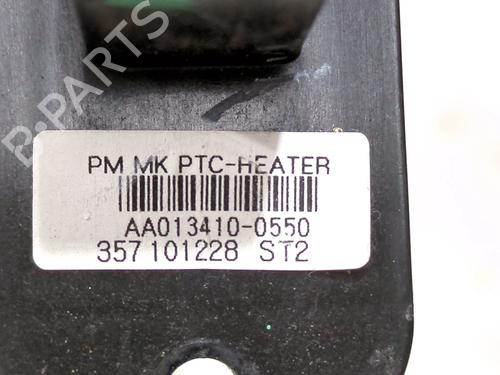 B-PARTS
PM MK PTC-HEATER
AA013410-0550
357101228 ST2